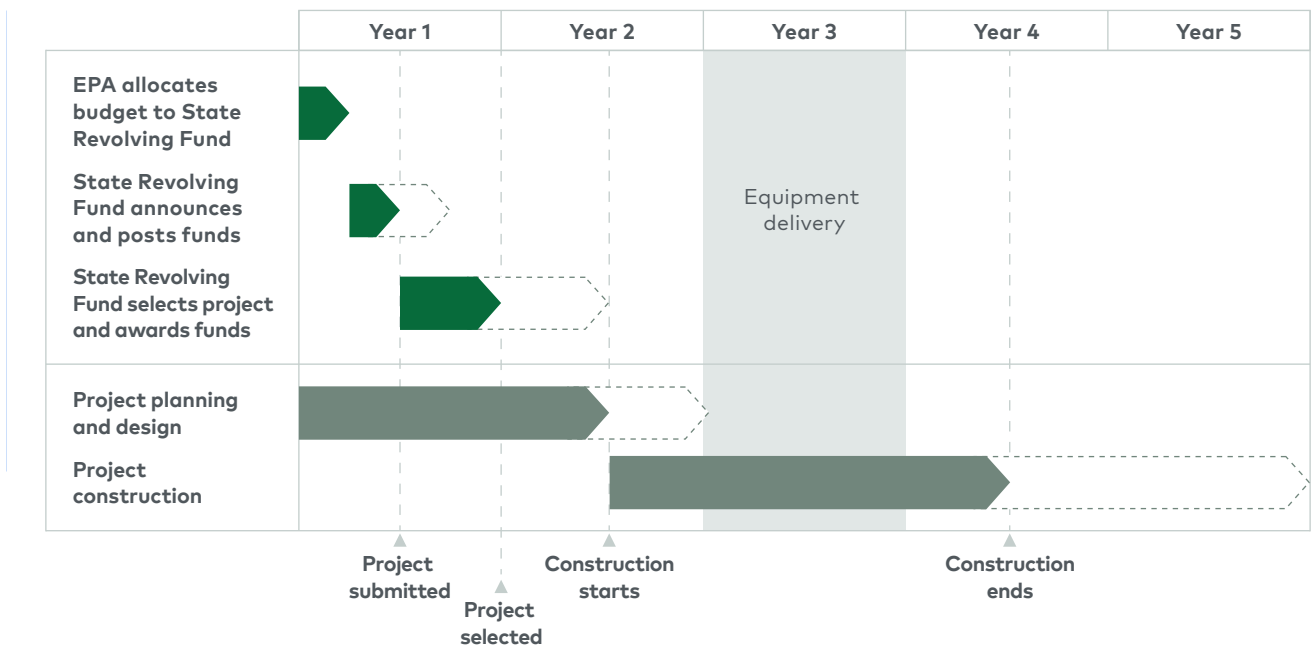 Year 1
Year 2
Year 3
Year 4
Year 5
EPA allocates
budget to State
Revolving Fund
State Revolving
Fund announces
and posts funds
Equipment
delivery
State Revolving
Fund selects project
and awards funds
Project planning
and design
Project
construction
Project
submitted
Project
selected
Construction
starts
Construction
ends